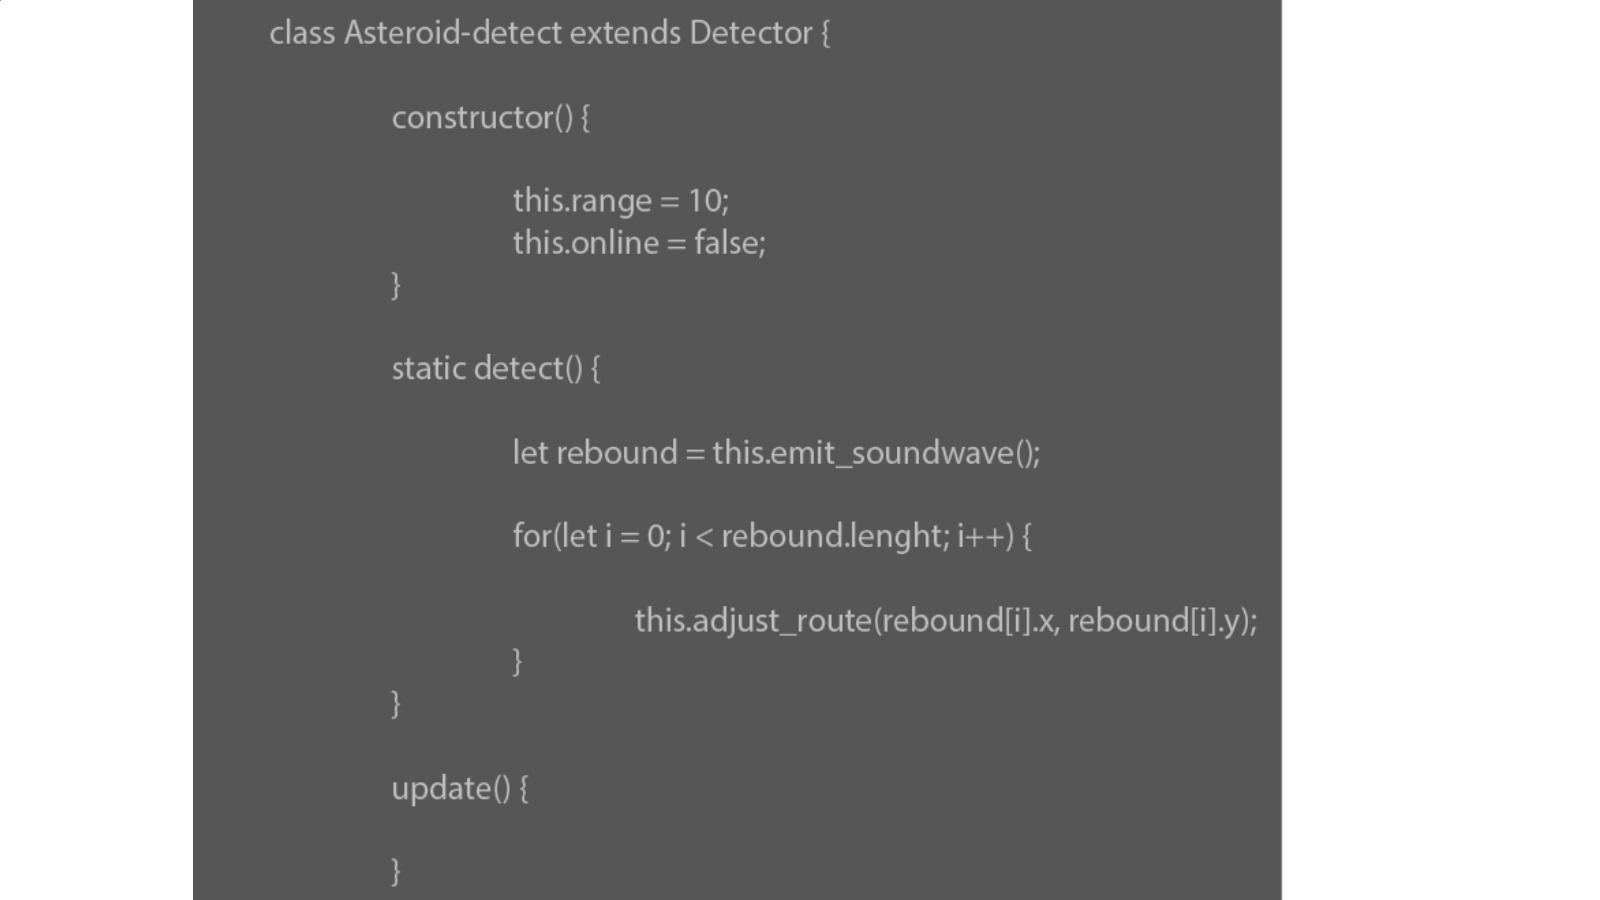 class Asteroid-detect extends Detector {
constructor() {
this.range = 10;
this.online = false;
}
static detect() {
let rebound = this.emit_soundwave();
for(let i = 0; i < rebound.lenght; i++) {
this.adjust_route(rebound[i].x, rebound[i].y);
}
}
update() {
}